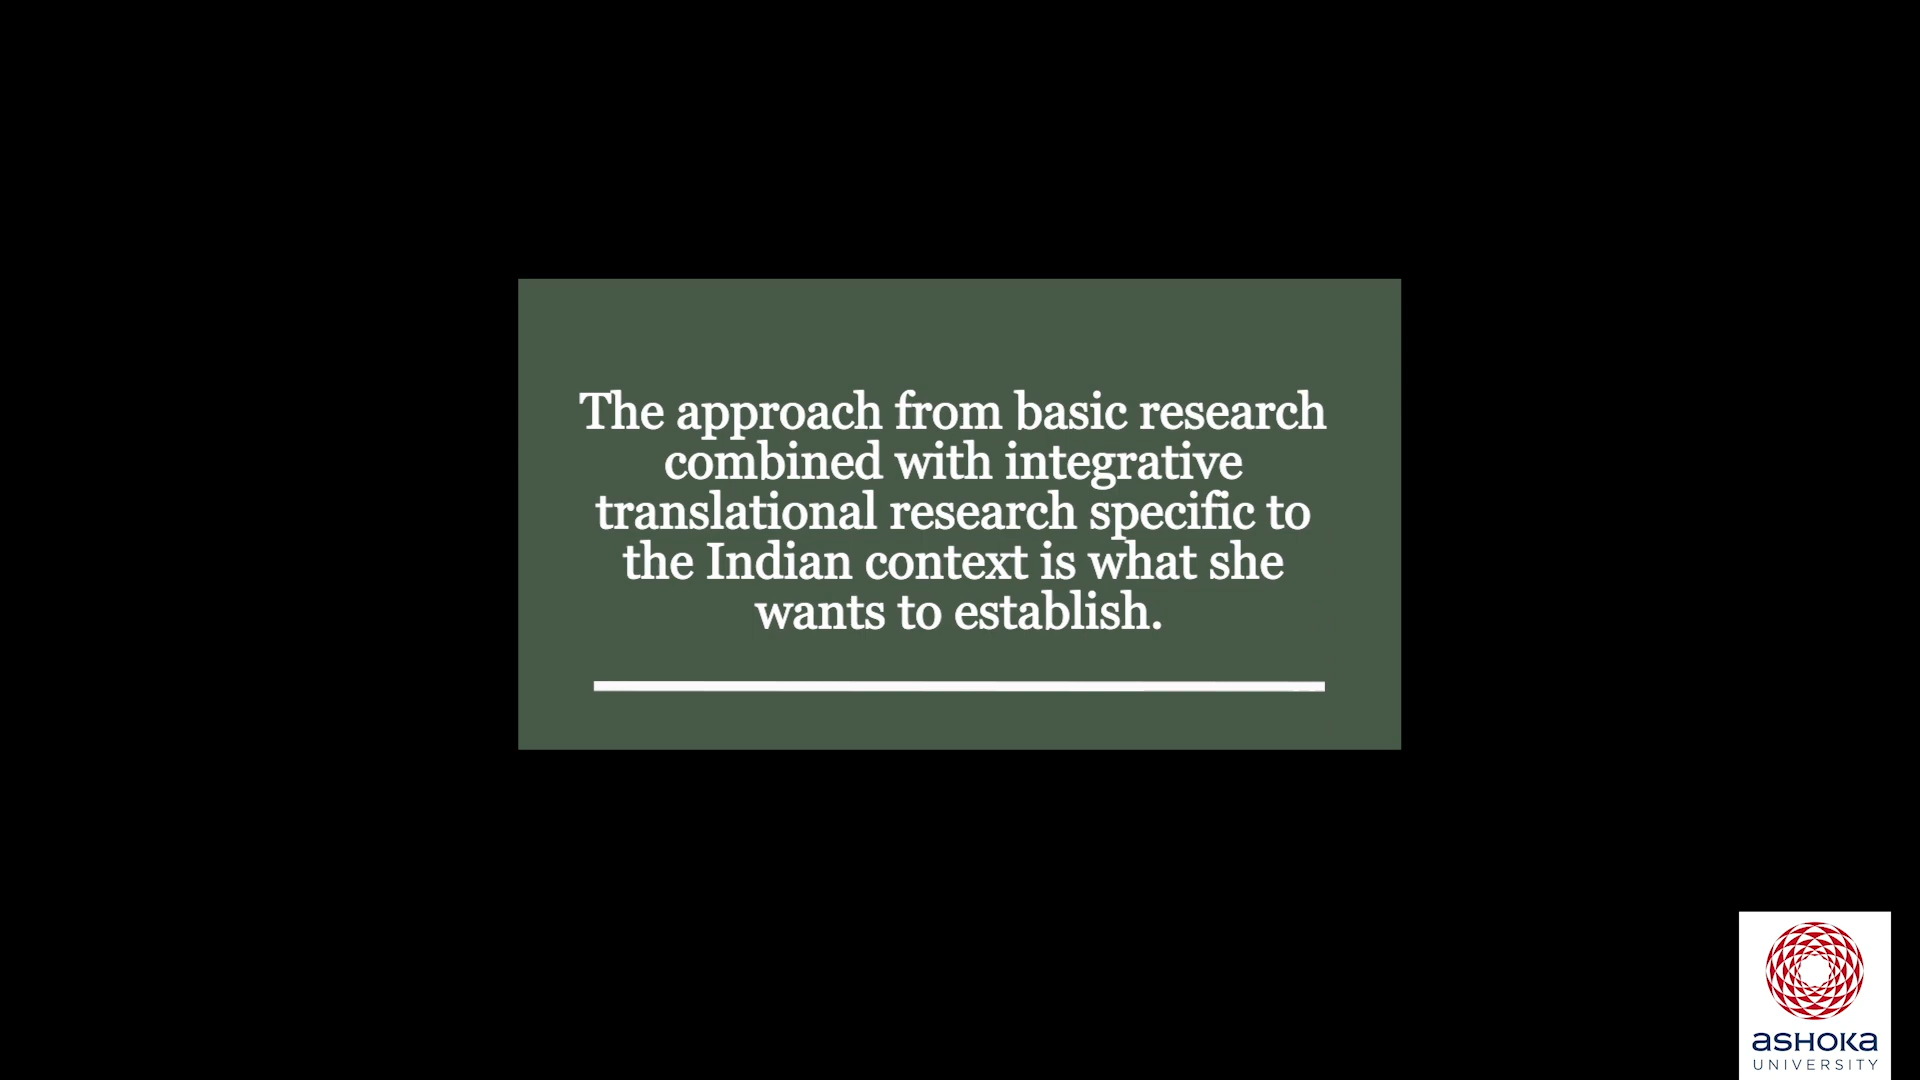 The approach from basic research
combined with integrative
translational research specific to
the Indian context is what she
wants to establish.
ASHOKA
UNIVERSITY